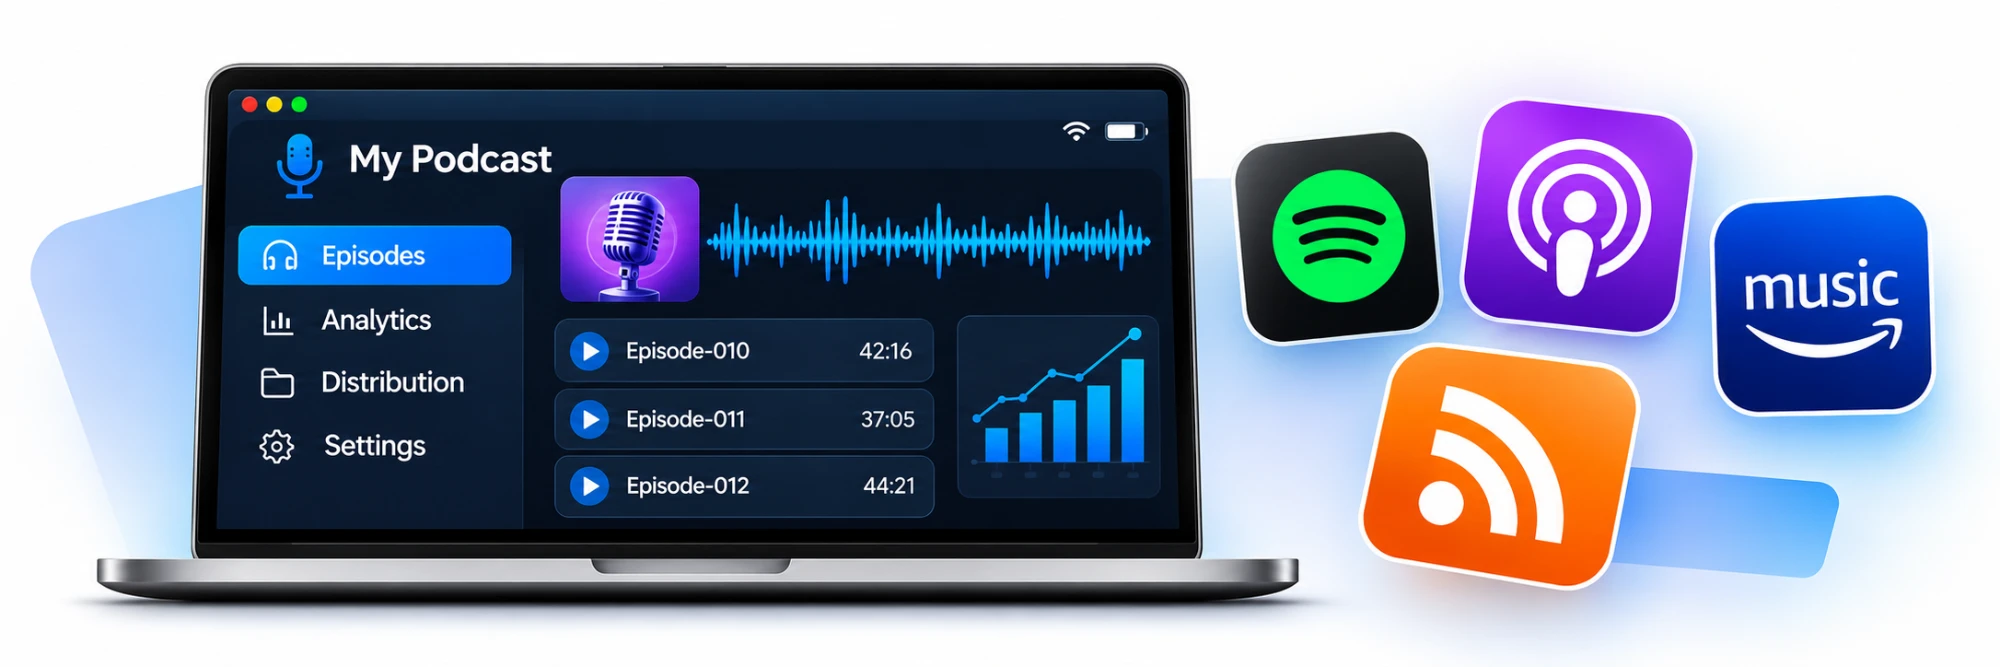 My Podcast
Episodes
Analytics
Distribution
Settings
Episode-010 42:16
Episode-011 37:05
Episode-012 44:21
music